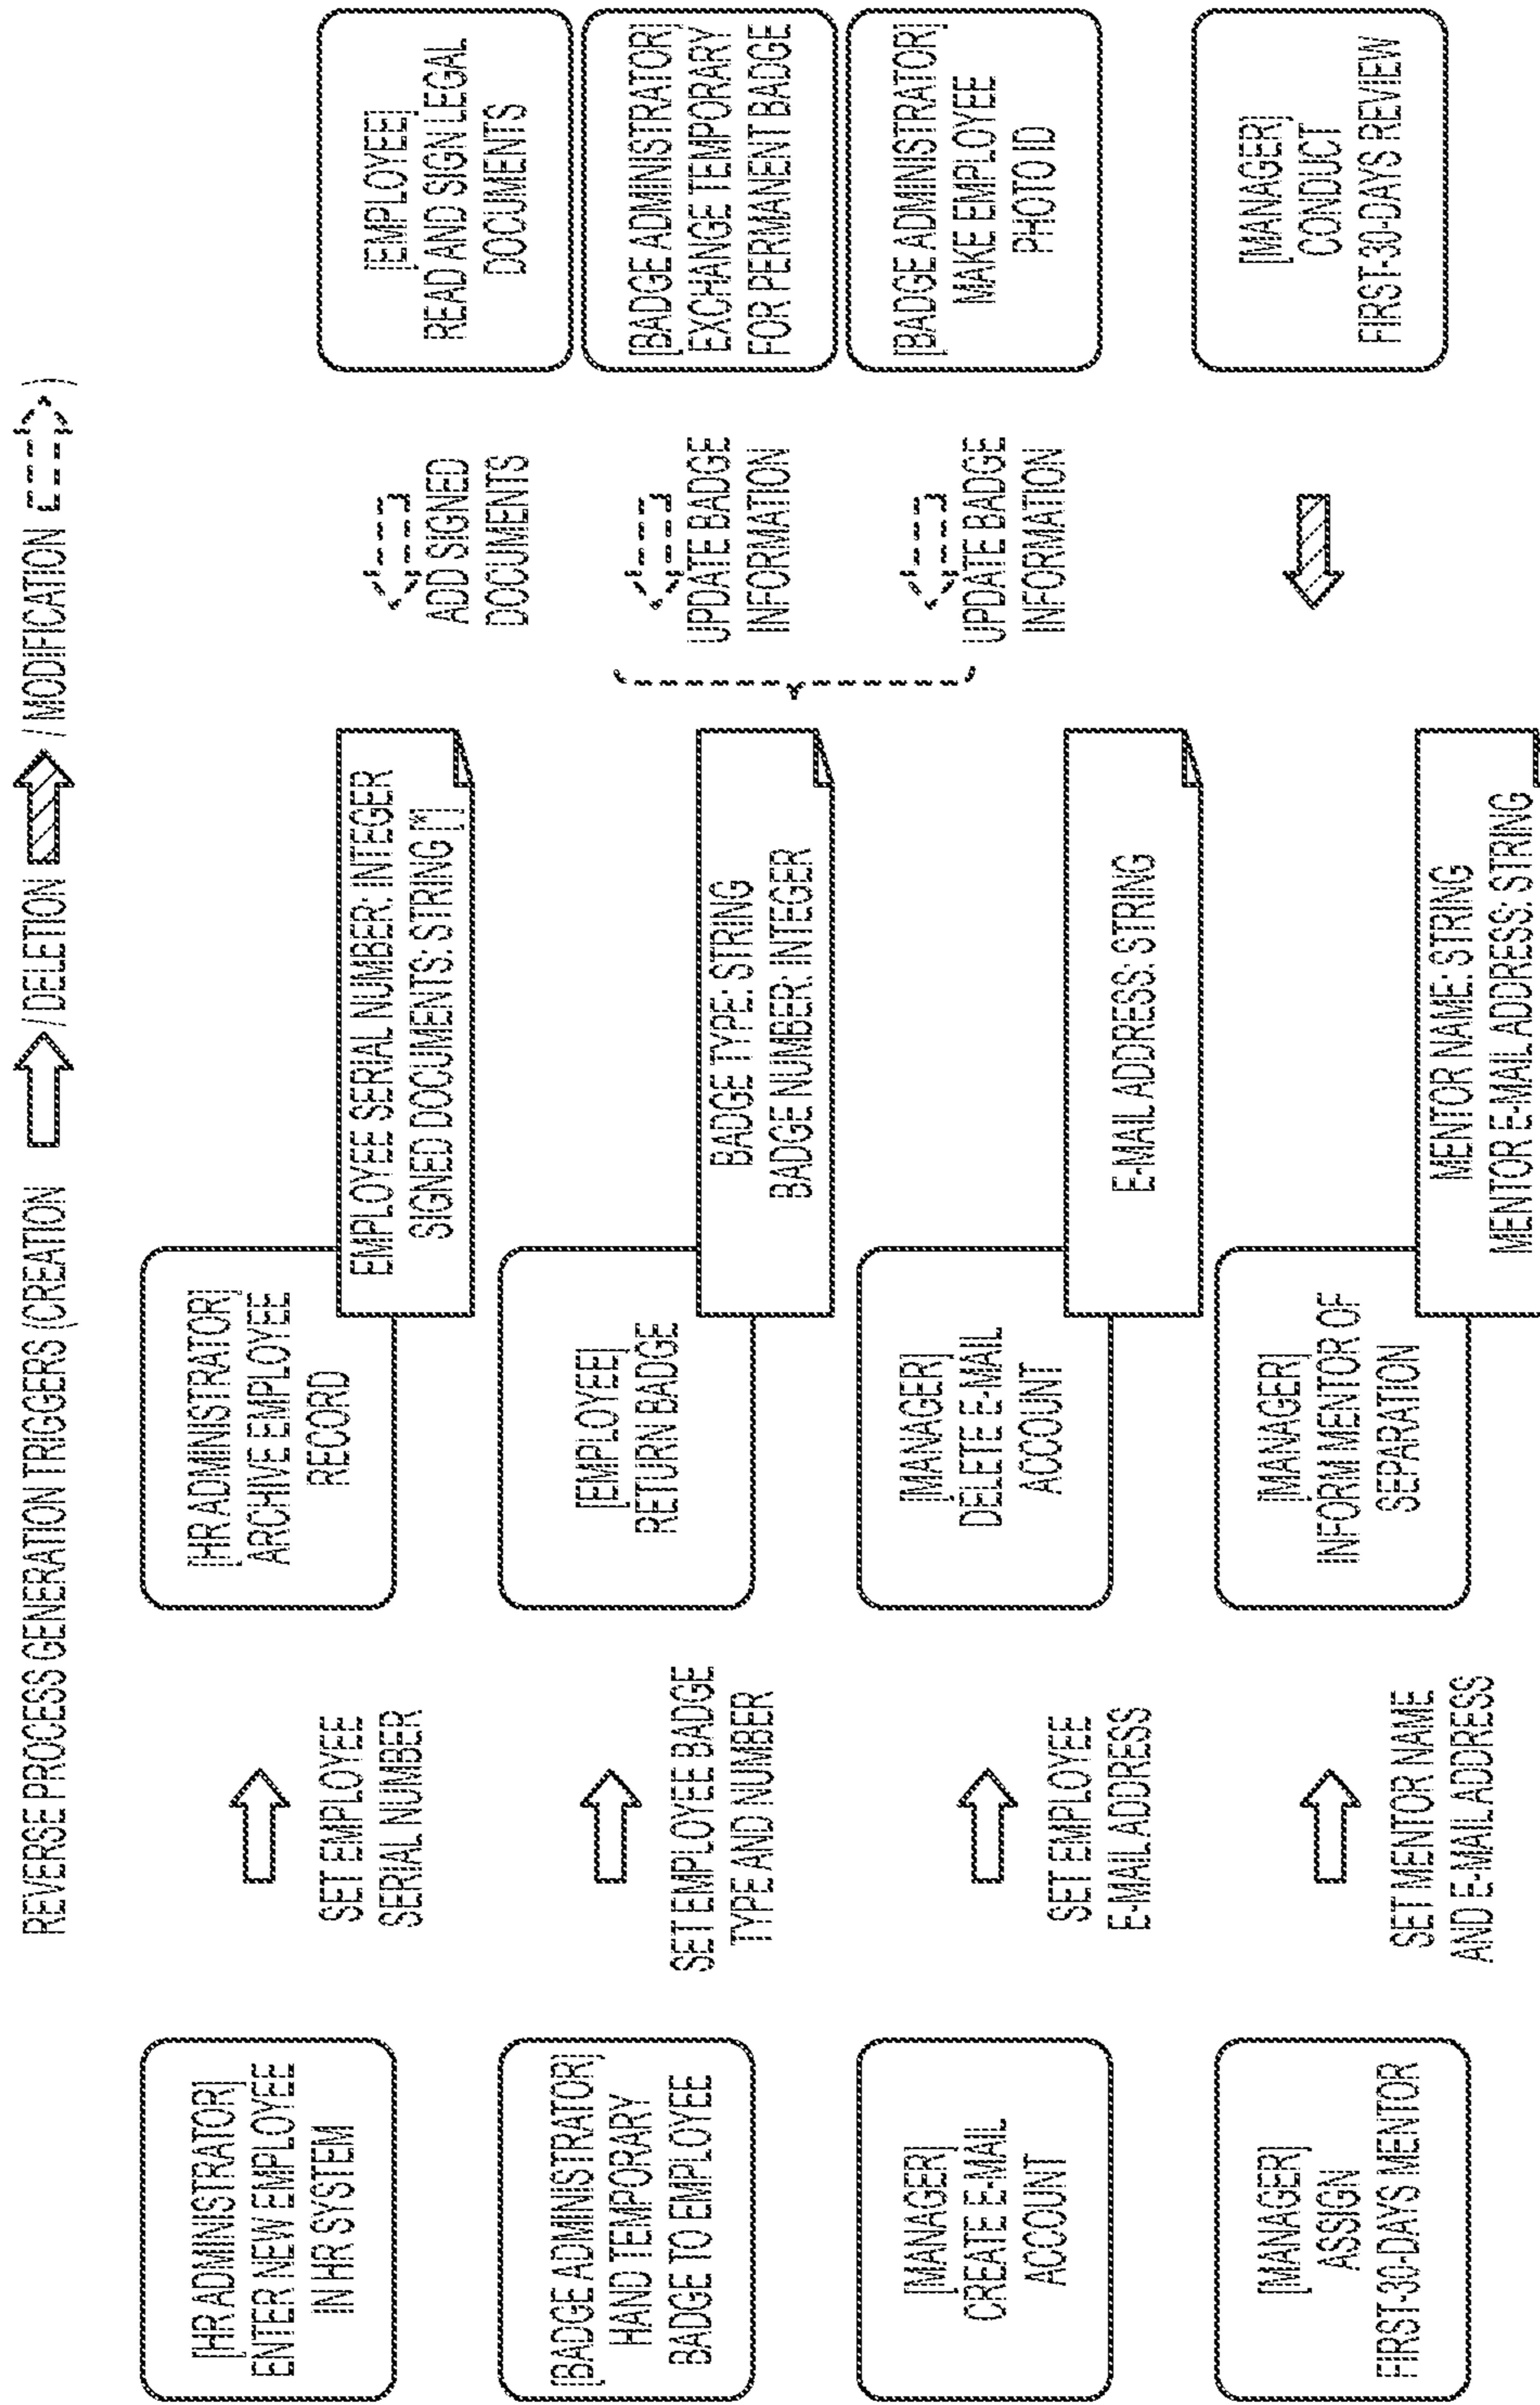 REVERSE PROCESS GENERATION TRIGGERS (CREATION /DELETION / MODIFICATION )
[HR ADMINISTRATOR]
ENTER NEW EMPLOYEE
IN HR SYSTEM
SET EMPLOYEE
SERIAL NUMBER
[HR ADMINISTRATOR]
ARCHIVE EMPLOYEE
RECORD
EMPLOYEE SERIAL NUMBER: INTEGER
SIGNED DOCUMENTS: STRING [*]
ADD SIGNED
DOCUMENTS
[EMPLOYEE]
READ AND SIGN LEGAL
DOCUMENTS
[BADGE ADMINISTRATOR]
HAND TEMPORARY
BADGE TO EMPLOYEE
SET EMPLOYEE BADGE
TYPE AND NUMBER
[EMPLOYEE]
RETURN BADGE
BADGE TYPE: STRING
BADGE NUMBER: INTEGER
UPDATE BADGE
INFORMATION
[BADGE ADMINISTRATOR]
EXCHANGE TEMPORARY
FOR PERMANENT BADGE
UPDATE BADGE
INFORMATION
[BADGE ADMINISTRATOR]
MAKE EMPLOYEE
PHOTO ID
[MANAGER]
CREATE E-MAIL
ACCOUNT
SET EMPLOYEE
E-MAIL ADDRESS
[MANAGER]
DELETE E-MAIL
ACCOUNT
E-MAIL ADDRESS: STRING
[MANAGER]
ASSIGN
FIRST-30-DAYS MENTOR
SET MENTOR NAME
AND E-MAIL ADDRESS
[MANAGER]
INFORM MENTOR OF
SEPARATION
MENTOR NAME: STRING
MENTOR E-MAIL ADDRESS: STRING
[MANAGER]
CONDUCT
FIRST-30-DAYS REVIEW